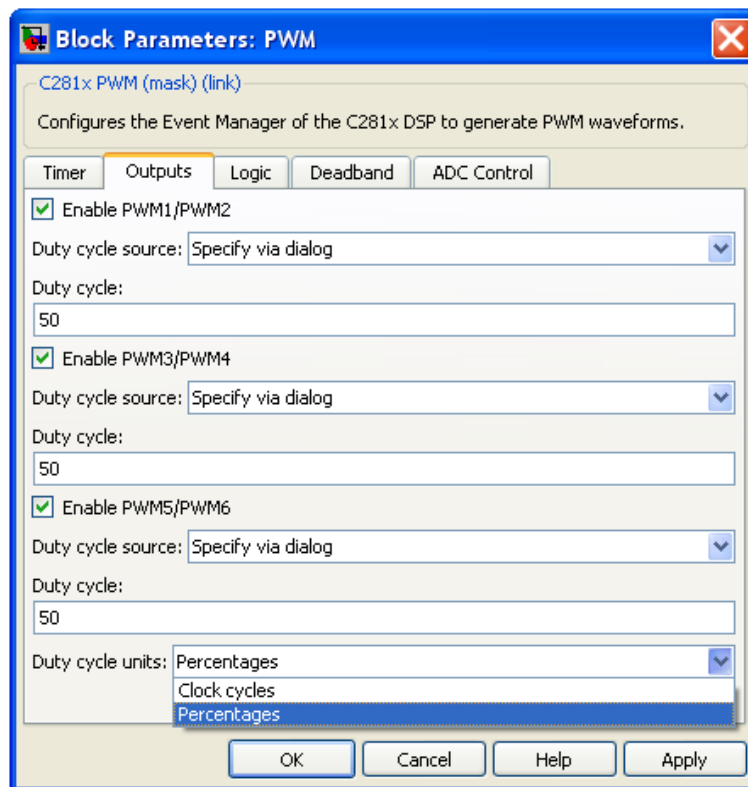 Block Parameters: PWM
C281x PWM (mask) (link)
Configures the Event Manager of the C281x DSP to generate PWM waveforms.
Timer Outputs Logic Deadband ADC Control
Enable PWM1/PWM2
Duty cycle source: Specify via dialog
Duty cycle:
50
Enable PWM3/PWM4
Duty cycle source: Specify via dialog
Duty cycle:
50
Enable PWM5/PWM6
Duty cycle source: Specify via dialog
Duty cycle:
50
Duty cycle units: Percentages
Clock cycles
Percentages
OK Cancel Help Apply